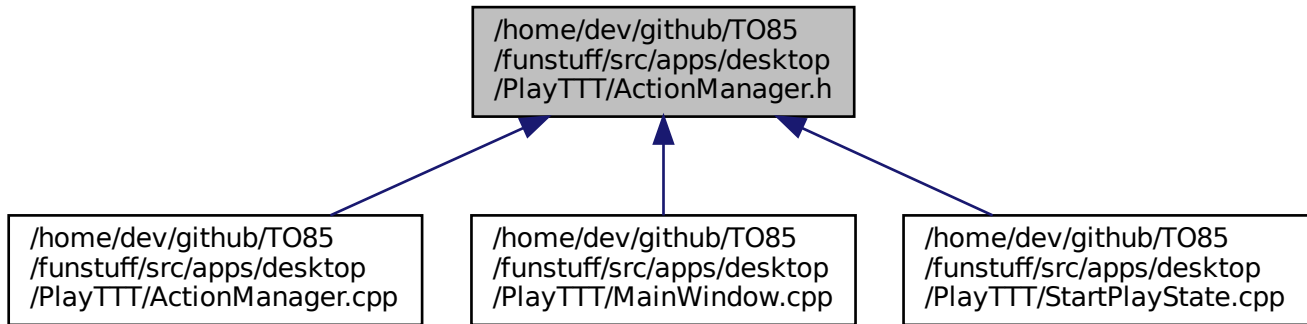 /home/dev/github/TO85
/funstuff/src/apps/desktop
/PlayTTT/ActionManager.h
/home/dev/github/TO85
/funstuff/src/apps/desktop
/PlayTTT/ActionManager.cpp
/home/dev/github/TO85
/funstuff/src/apps/desktop
/PlayTTT/MainWindow.cpp
/home/dev/github/TO85
/funstuff/src/apps/desktop
/PlayTTT/StartPlayState.cpp